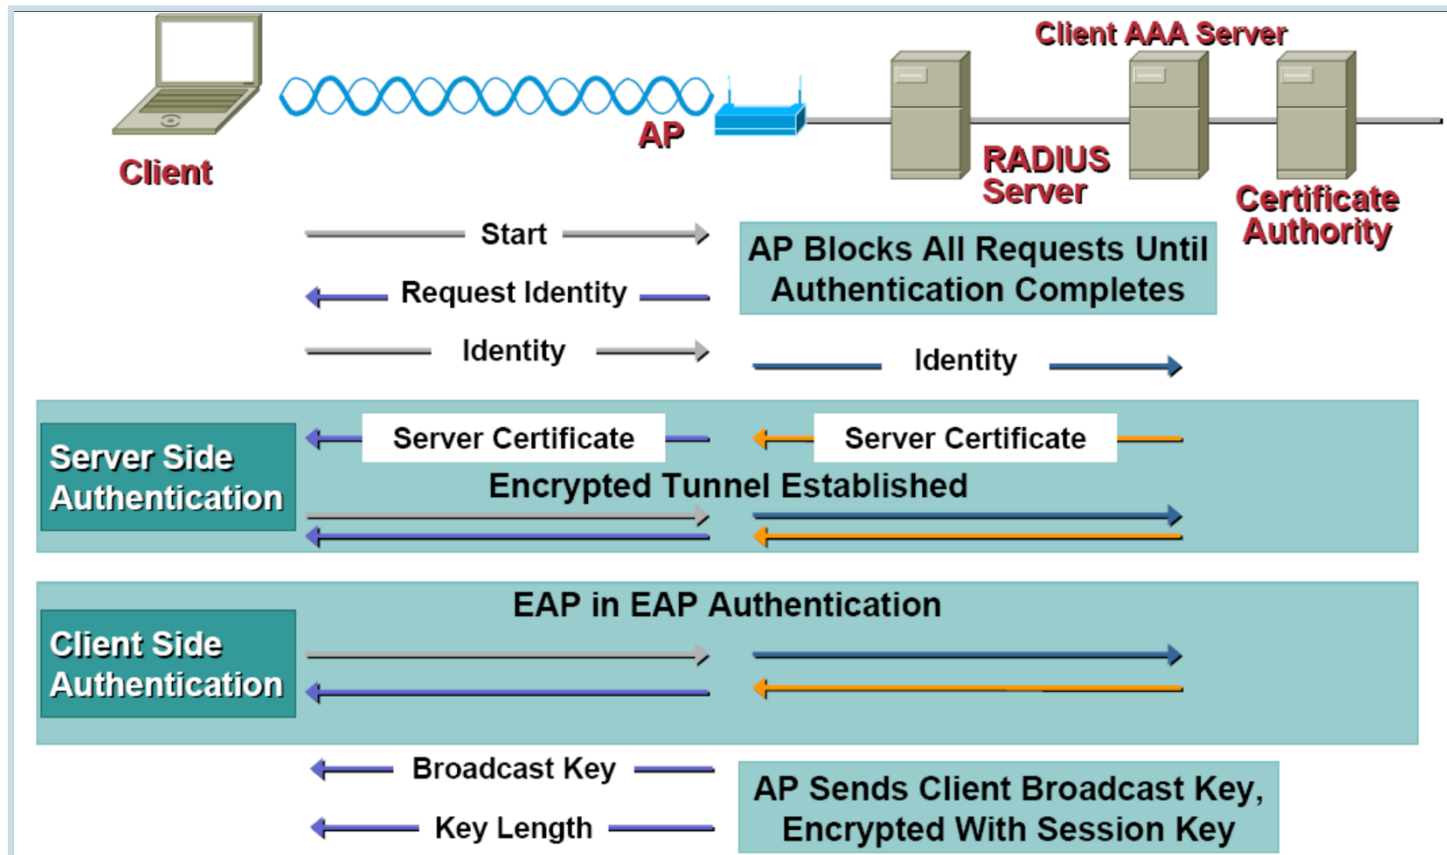 Client AAA Server
AP
Client
RADIUS
Server
Certificate
Authority
Start
AP Blocks All Requests Until
Authentication Completes
Request Identity
Identity
Identity
Server Side
Authentication
Server Certificate
Server Certificate
Encrypted Tunnel Established
EAP in EAP Authentication
Client Side
Authentication
Broadcast Key
AP Sends Client Broadcast Key,
Encrypted With Session Key
Key Length